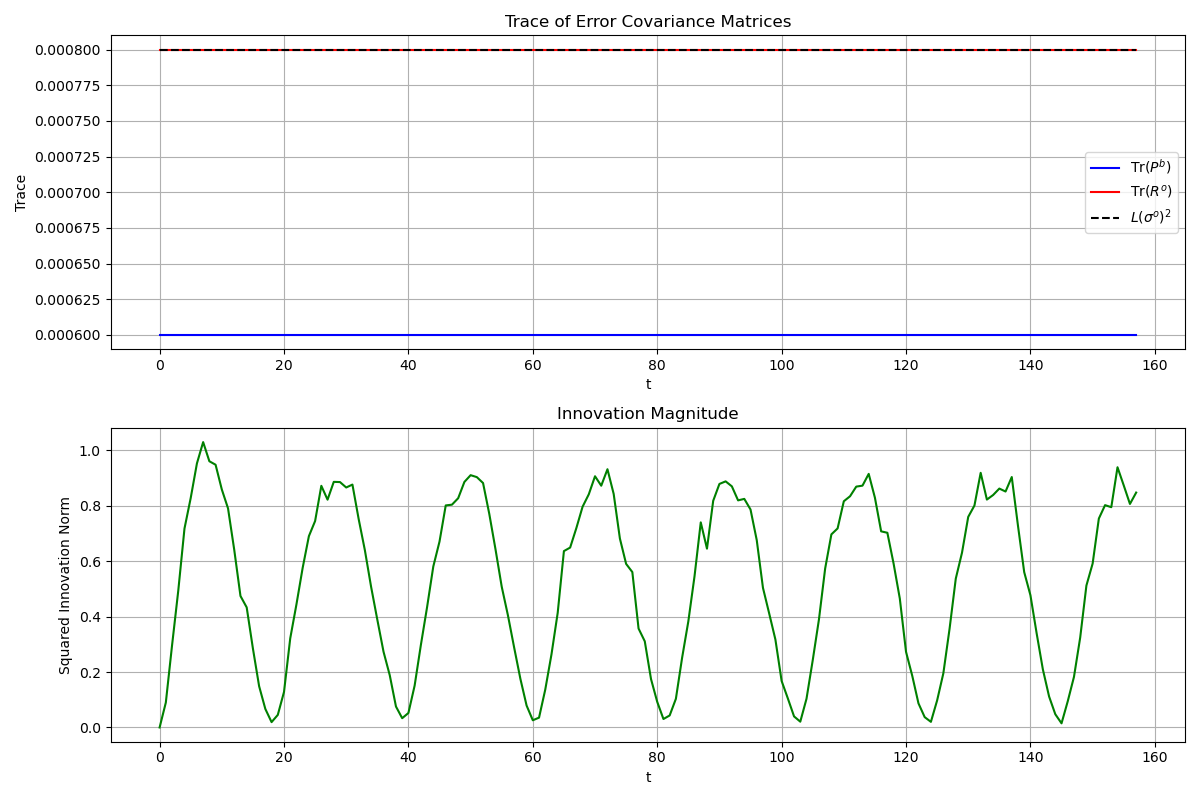 Trace of Error Covariance Matrices
Trace
0.000800
0.000775
0.000750
0.000725
0.000700
0.000675
0.000650
0.000625
0.000600
Tr(P^b)
Tr(R^o)
L(σ^o)^2
0 20 40 60 80 100 120 140 160
t
Innovation Magnitude
Squared Innovation Norm
1.0
0.8
0.6
0.4
0.2
0.0
0 20 40 60 80 100 120 140 160
t